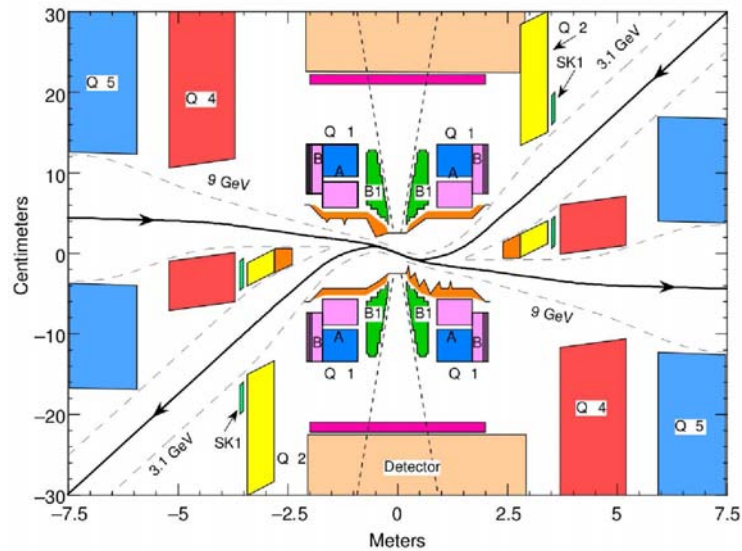 30
20
10
0
−10
−20
−30
Centimeters
Q 5
Q 4
Q 2
SK1
3.1 GeV
Q 1
Q 1
B
A
B1
B1
A
B
9 GeV
9 GeV
B
A
B1
B1
A
B
Q 1
Q 1
SK1
Q 2
3.1 GeV
Detector
Q 4
Q 5
−7.5
−5
−2.5
0
2.5
5
7.5
Meters